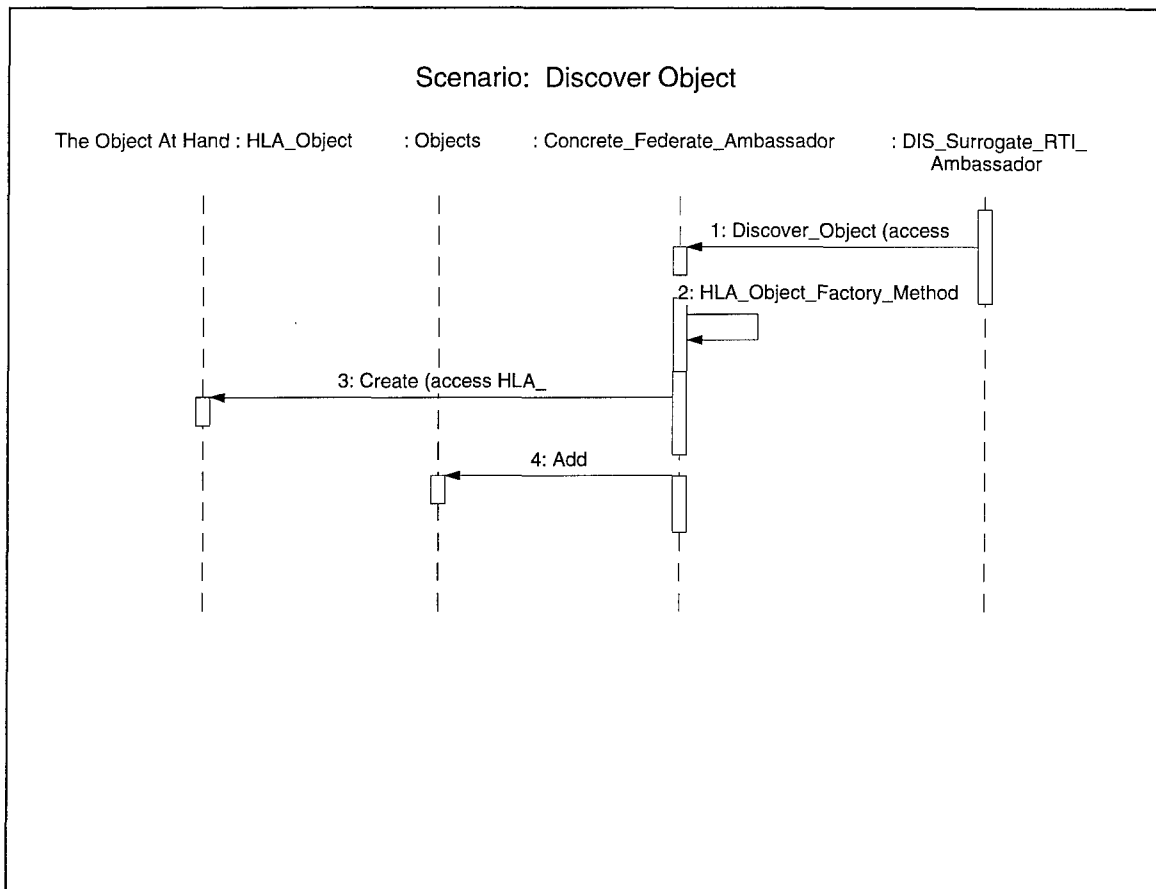 Scenario: Discover Object
The Object At Hand : HLA_Object
: Objects
: Concrete_Federate_Ambassador
: DIS_Surrogate_RTI_
Ambassador
1: Discover_Object (access
2: HLA_Object_Factory_Method
3: Create (access HLA_
4: Add